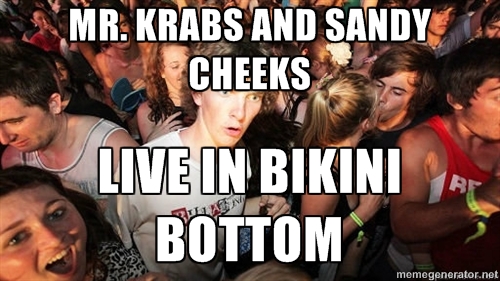 MR. KRABS AND SANDY
CHEEKS
LIVE IN BIKINI
BOTTOM
memegenerator.net